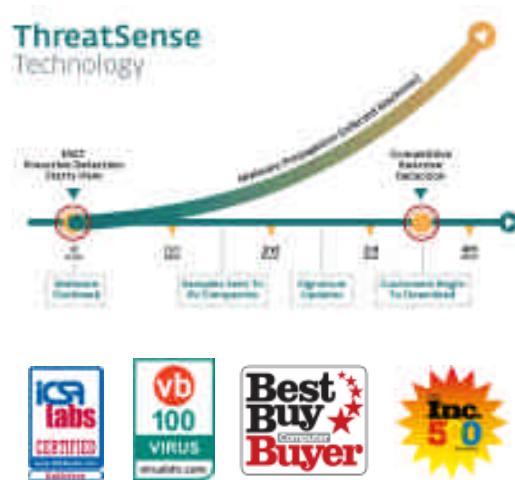 ThreatSense
Technology
ESET
Proactive Detection
Starts Here
Malware Propagation (Infected Machines)
Competitive
Reactive
Detection
Malware
Outbreak
Samples Sent To
AV Companies
Signature
Updates
Customers Begin
To Download
ICSA
labs
CERTIFIED
vb
100
VIRUS
virusbtn.com
Best
Buy
Computer
Buyer
Inc.
500